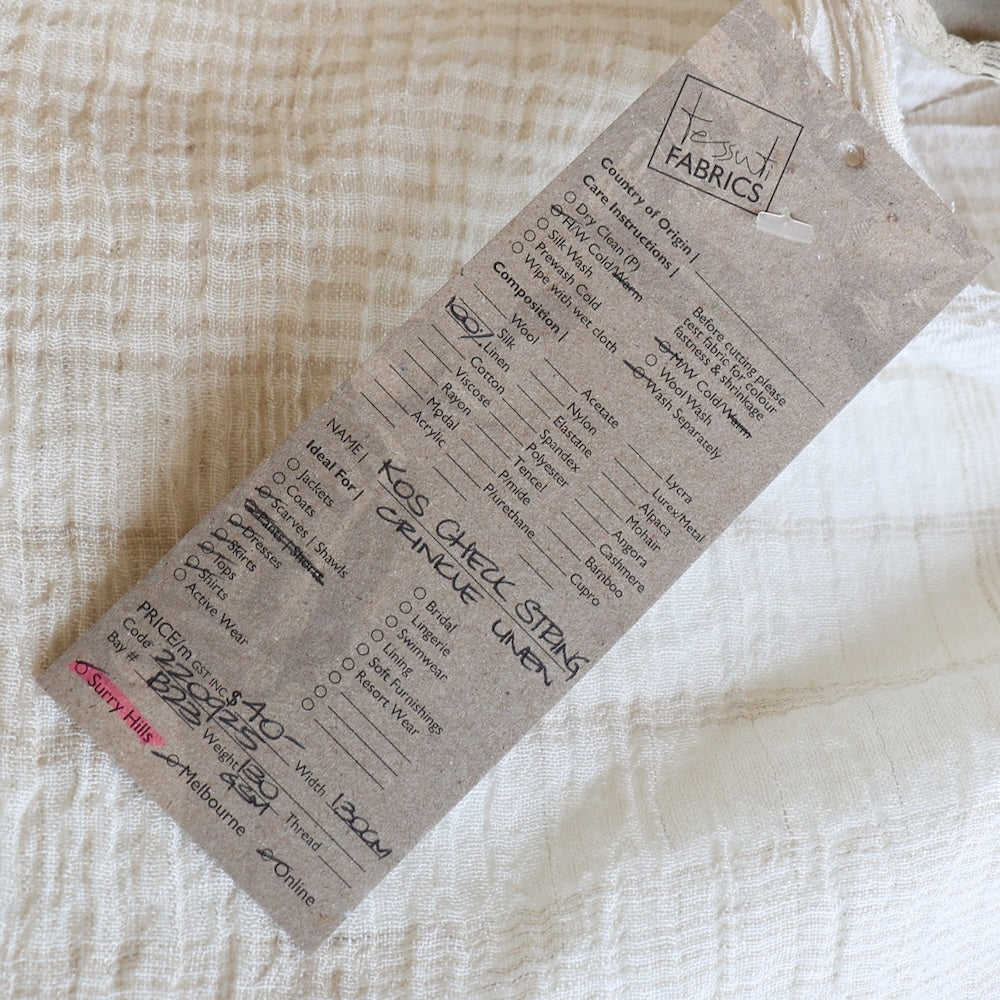 tessuti
FABRICS
Country of Origin |
Care Instructions |
Dry Clean (P)
H/W Cold/Warm
Silk Wash
Prewash Cold
Wipe with wet cloth
Before cutting please
test fabric for colour
fastness & shrinkage
M/W Cold/Warm
Wool Wash
Wash Separately
Composition |
Wool
Silk
100% Linen
Cotton
Viscose
Rayon
Modal
Acrylic
Acetate
Nylon
Elastane
Spandex
Polyester
Tencel
P/mide
P/urethane
Lycra
Lurex/Metal
Alpaca
Mohair
Angora
Cashmere
Bamboo
Cupro
NAME | KOS CHECK STRING
CRINKLE LINEN
Ideal For |
Jackets
Coats
Scarves | Shawls
Dresses
Skirts
Tops
Shirts
Active Wear
Bridal
Lingerie
Swimwear
Lining
Soft Furnishings
Resort Wear
PRICE/m GST INC $40-
Code 220925 Width 130CM
Bay # B23 Weight 130 GSM Thread
Surry Hills
Melbourne
Online